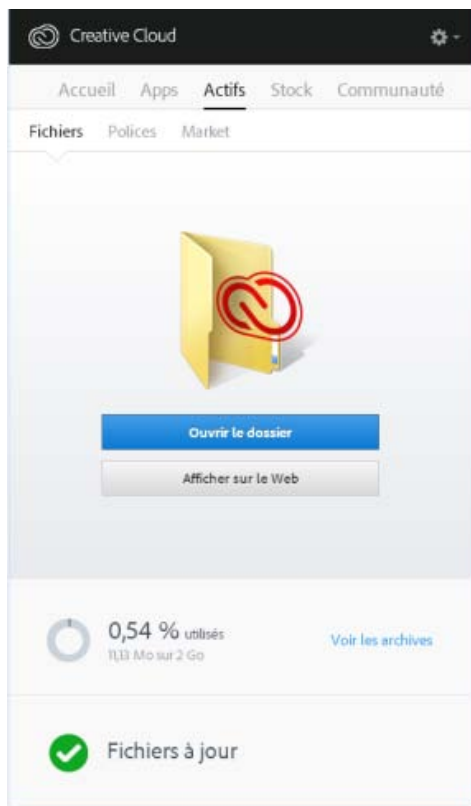 Creative Cloud
Accueil Apps Actifs Stock Communauté
Fichiers Polices Market
Ouvrir le dossier
Afficher sur le Web
0,54 % utilisés
11,13 Mo sur 2 Go
Voir les archives
Fichiers à jour